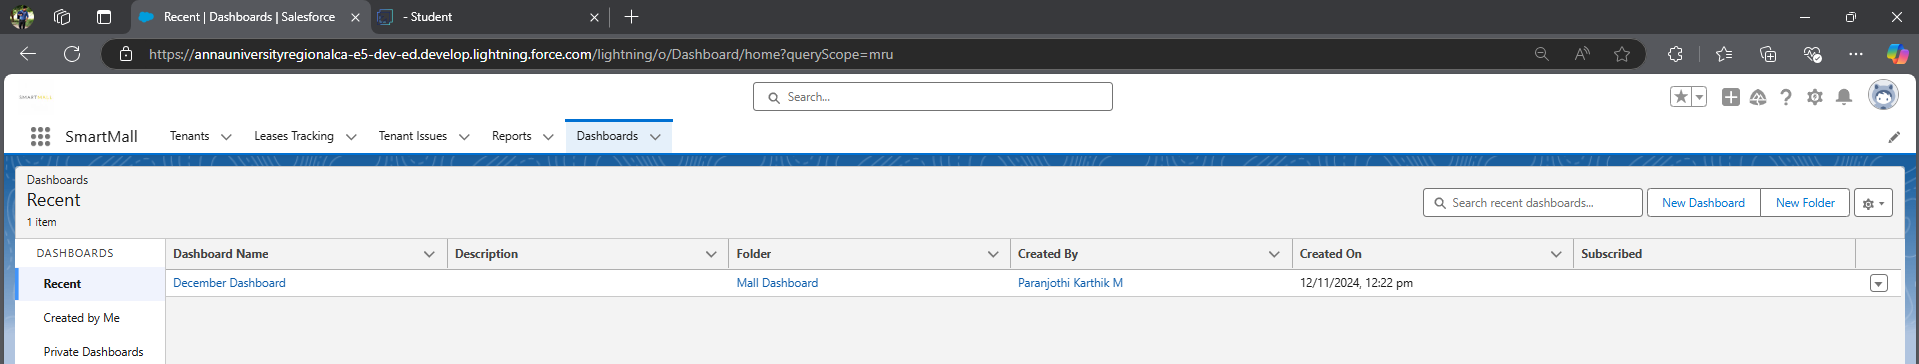 Recent | Dashboards | Salesforce
- Student
https://annauniversityregionalca-e5-dev-ed.develop.lightning.force.com/lightning/o/Dashboard/home?queryScope=mru
SMARTMALL
Search...
SmartMall
Tenants
Leases Tracking
Tenant Issues
Reports
Dashboards
Dashboards
Recent
1 item
Search recent dashboards...
New Dashboard
New Folder
DASHBOARDS
Dashboard Name
Description
Folder
Created By
Created On
Subscribed
Recent
December Dashboard
Mall Dashboard
Paranjothi Karthik M
12/11/2024, 12:22 pm
Created by Me
Private Dashboards